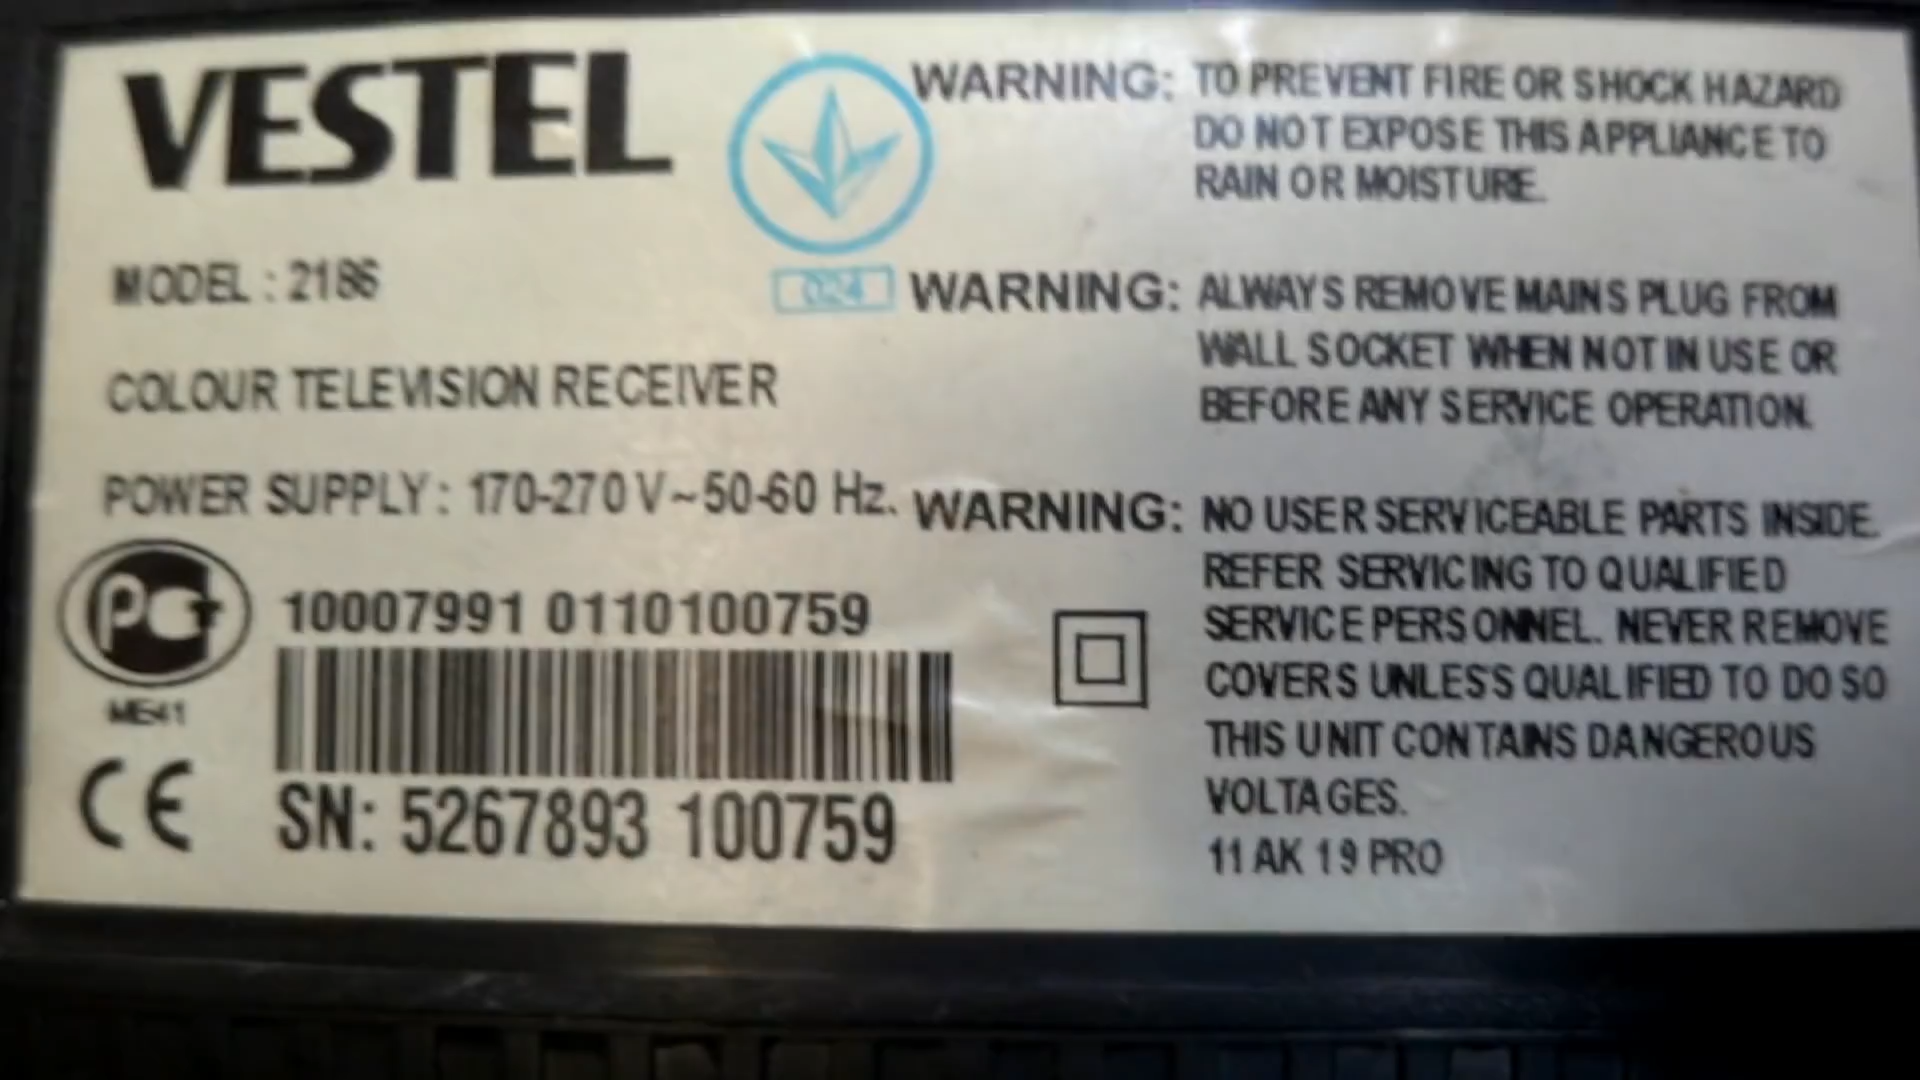 VESTEL
MODEL : 2186
COLOUR TELEVISION RECEIVER
POWER SUPPLY : 170-270 V ~ 50-60 Hz.
024
PCT
ME41
CE
10007991 0110100759
SN: 5267893 100759
WARNING: TO PREVENT FIRE OR SHOCK HAZARD
DO NOT EXPOSE THIS APPLIANCE TO
RAIN OR MOISTURE.
WARNING: ALWAYS REMOVE MAINS PLUG FROM
WALL SOCKET WHEN NOT IN USE OR
BEFORE ANY SERVICE OPERATION.
WARNING: NO USER SERVICEABLE PARTS INSIDE.
REFER SERVICING TO QUALIFIED
SERVICE PERSONNEL. NEVER REMOVE
COVERS UNLESS QUALIFIED TO DO SO
THIS UNIT CONTAINS DANGEROUS
VOLTAGES.
11 AK 19 PRO